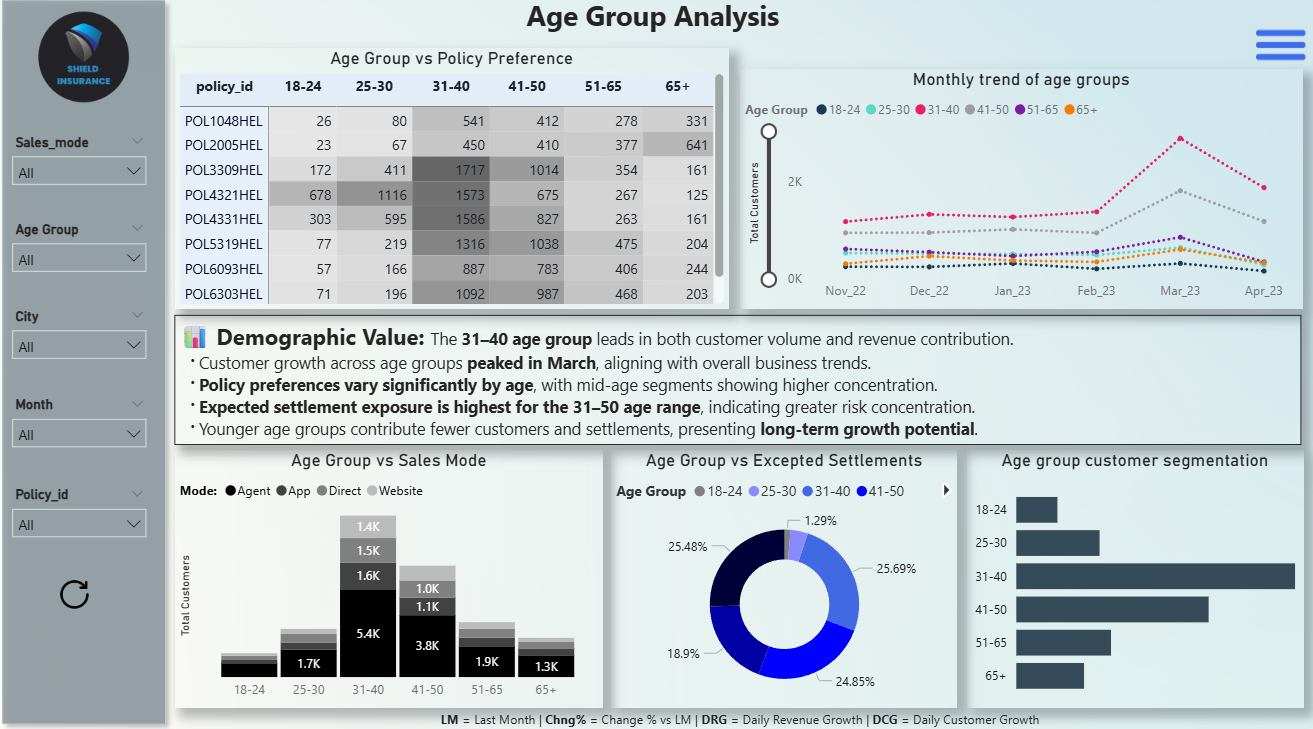 Age Group Analysis
SHIELD
INSURANCE
Sales_mode
All
Age Group
All
City
All
Month
All
Policy_id
All
Age Group vs Policy Preference
policy_id 18-24 25-30 31-40 41-50 51-65 65+
POL1048HEL 26 80 541 412 278 331
POL2005HEL 23 67 450 410 377 641
POL3309HEL 172 411 1717 1014 354 161
POL4321HEL 678 1116 1573 675 267 125
POL4331HEL 303 595 1586 827 263 161
POL5319HEL 77 219 1316 1038 475 204
POL6093HEL 57 166 887 783 406 244
POL6303HEL 71 196 1092 987 468 203
Monthly trend of age groups
Age Group 18-24 25-30 31-40 41-50 51-65 65+
Total Customers
2K
0K
Nov_22 Dec_22 Jan_23 Feb_23 Mar_23 Apr_23
Demographic Value: The 31–40 age group leads in both customer volume and revenue contribution.
• Customer growth across age groups peaked in March, aligning with overall business trends.
• Policy preferences vary significantly by age, with mid-age segments showing higher concentration.
• Expected settlement exposure is highest for the 31–50 age range, indicating greater risk concentration.
• Younger age groups contribute fewer customers and settlements, presenting long-term growth potential.
Age Group vs Sales Mode
Mode: Agent App Direct Website
Total Customers
1.4K
1.5K
1.6K 1.0K
1.1K
5.4K 3.8K
1.7K 1.9K 1.3K
18-24 25-30 31-40 41-50 51-65 65+
Age Group vs Excepted Settlements
Age Group 18-24 25-30 31-40 41-50
1.29%
25.48%
25.69%
18.9%
24.85%
Age group customer segmentation
18-24
25-30
31-40
41-50
51-65
65+
LM = Last Month | Chng% = Change % vs LM | DRG = Daily Revenue Growth | DCG = Daily Customer Growth